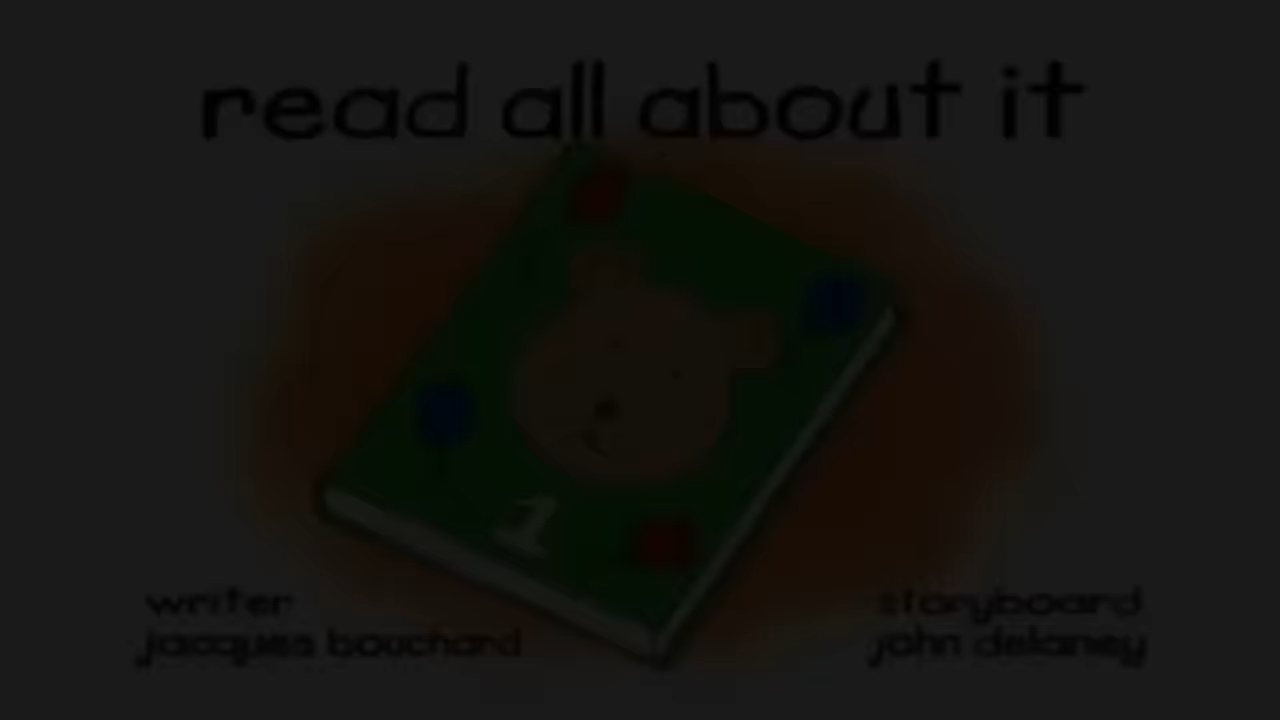 read all about it
1
writer
jacques bouchard
storyboard
john delaney